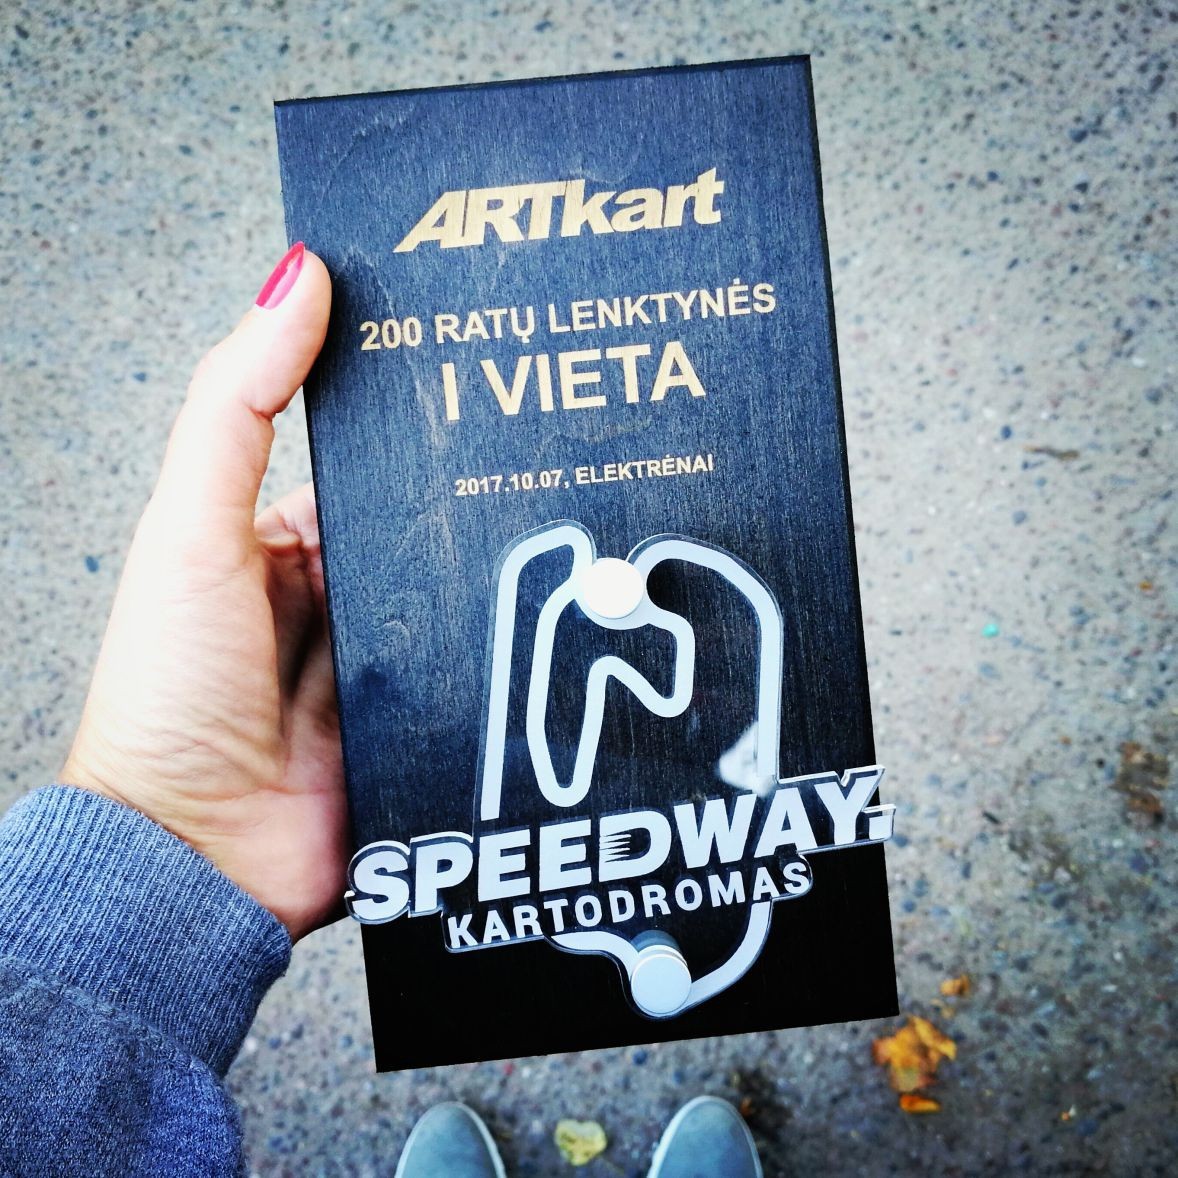 ARTkart
200 RATŲ LENKTYNĖS
I VIETA
2017.10.07, ELEKTRĖNAI
SPEEDWAY.
KARTODROMAS